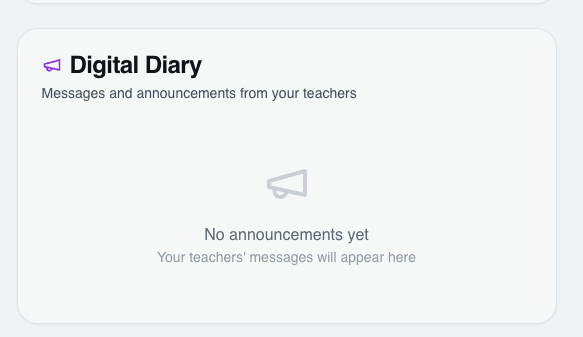 Digital Diary
Messages and announcements from your teachers
No announcements yet
Your teachers' messages will appear here